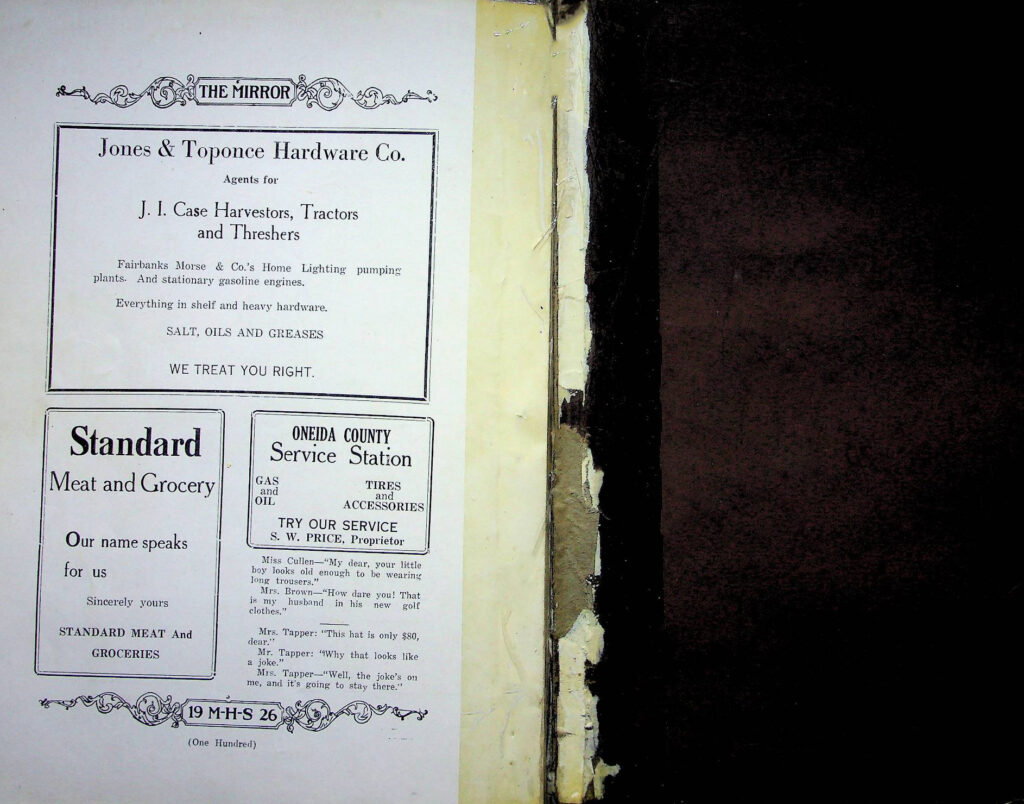 THE MIRROR
Jones & Toponce Hardware Co.
Agents for
J. I. Case Harvestors, Tractors
and Threshers
Fairbanks Morse & Co.'s Home Lighting pumping
plants. And stationary gasoline engines.
Everything in shelf and heavy hardware.
SALT, OILS AND GREASES
WE TREAT YOU RIGHT.
Standard
Meat and Grocery
Our name speaks
for us
Sincerely yours
STANDARD MEAT And
GROCERIES
ONEIDA COUNTY
Service Station
GAS
and
OIL
TIRES
and
ACCESSORIES
TRY OUR SERVICE
S. W. PRICE, Proprietor
Miss Cullen—"My dear, your little
boy looks old enough to be wearing
long trousers."
Mrs. Brown—"How dare you! That
is my husband in his new golf
clothes."
Mrs. Tapper: "This hat is only $80,
dear."
Mr. Tapper: "Why that looks like
a joke."
Mrs. Tapper—"Well, the joke's on
me, and it's going to stay there."
19 M-H-S 26
(One Hundred)